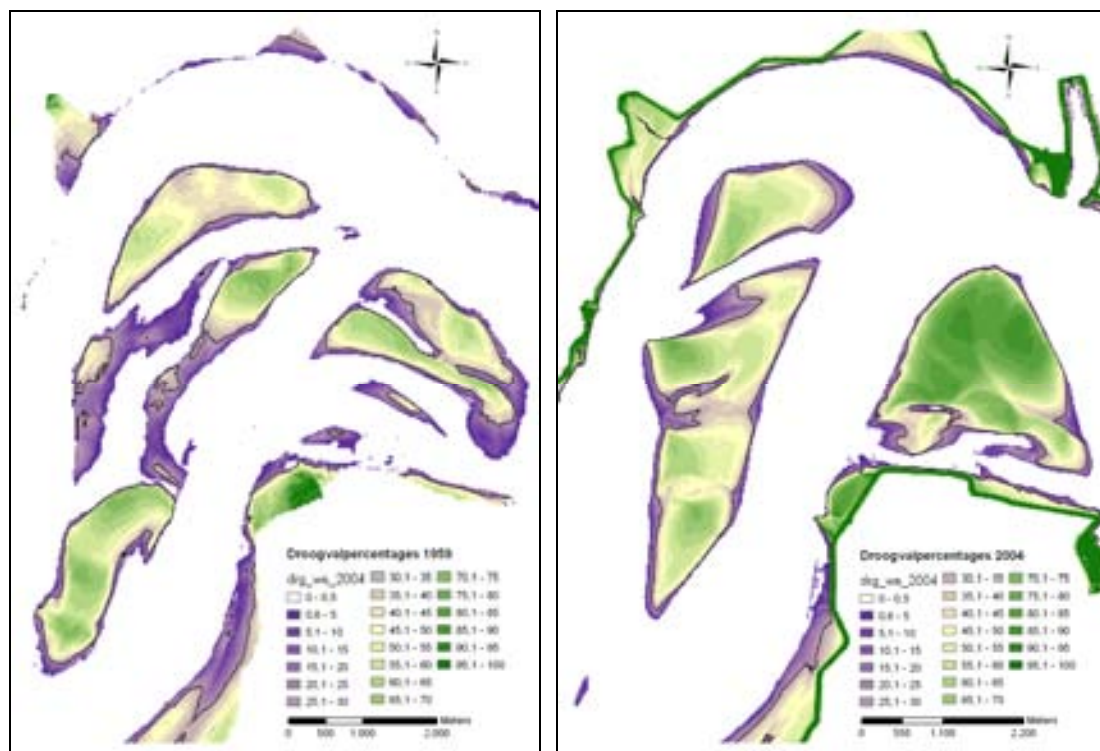 Droogvalpercentages 1959
drg_ws_2004
0 - 0,5
0,6 - 5
5,1 - 10
10,1 - 15
15,1 - 20
20,1 - 25
25,1 - 30
30,1 - 35
35,1 - 40
40,1 - 45
45,1 - 50
50,1 - 55
55,1 - 60
60,1 - 65
65,1 - 70
70,1 - 75
75,1 - 80
80,1 - 85
85,1 - 90
90,1 - 95
95,1 - 100
Meters
0 500 1.000 2.000
Droogvalpercentages 2004
drg_ws_2004
0 - 0,5
0,6 - 5
5,1 - 10
10,1 - 15
15,1 - 20
20,1 - 25
25,1 - 30
30,1 - 35
35,1 - 40
40,1 - 45
45,1 - 50
50,1 - 55
55,1 - 60
60,1 - 65
65,1 - 70
70,1 - 75
75,1 - 80
80,1 - 85
85,1 - 90
90,1 - 95
95,1 - 100
Meters
0 550 1.100 2.200